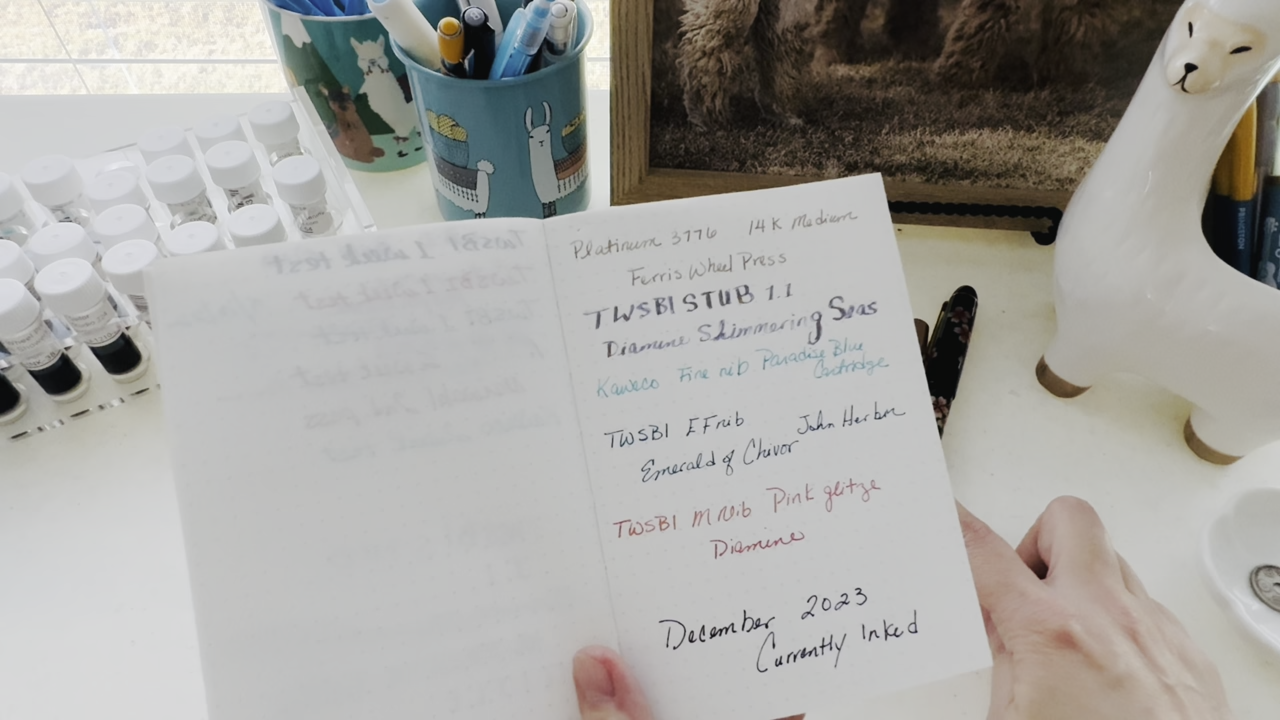 Platinum 3776 14K Medium
Ferris Wheel Press
TWSBI STUB 1.1
Diamine Shimmering Seas
Kaweco Fine nib Paradise Blue
Cartridge
TWSBI EF nib John Herbin
Emerald of Chivor
TWSBI M Nib Pink glitze
Diamine
December 2023
Currently Inked